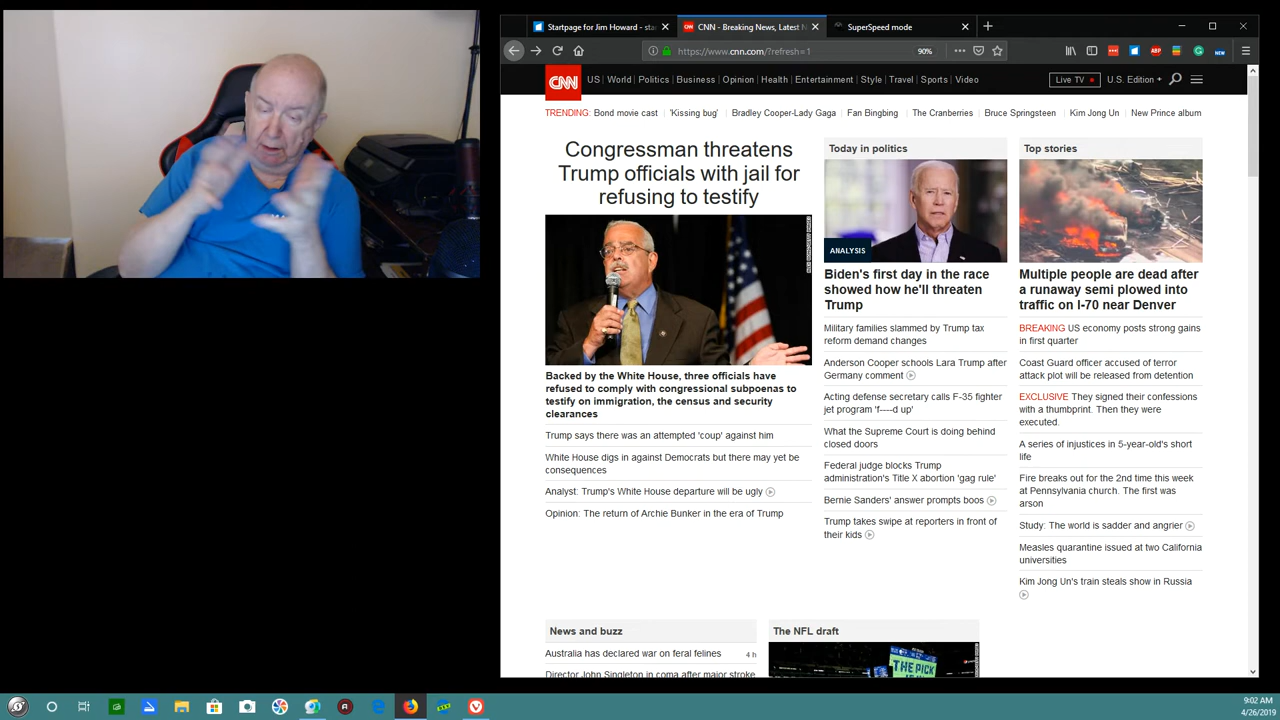 Startpage for Jim Howard - sta
CNN - Breaking News, Latest N
SuperSpeed mode
https://www.cnn.com/?refresh=1
90%
ABP
NEW
CNN
US
World
Politics
Business
Opinion
Health
Entertainment
Style
Travel
Sports
Video
Live TV
U.S. Edition +
TRENDING:
Bond movie cast
'Kissing bug'
Bradley Cooper-Lady Gaga
Fan Bingbing
The Cranberries
Bruce Springsteen
Kim Jong Un
New Prince album
Congressman threatens
Trump officials with jail for
refusing to testify
Backed by the White House, three officials have
refused to comply with congressional subpoenas to
testify on immigration, the census and security
clearances
Trump says there was an attempted 'coup' against him
White House digs in against Democrats but there may yet be
consequences
Analyst: Trump's White House departure will be ugly
Opinion: The return of Archie Bunker in the era of Trump
Today in politics
ANALYSIS
Biden's first day in the race
showed how he'll threaten
Trump
Military families slammed by Trump tax
reform demand changes
Anderson Cooper schools Lara Trump after
Germany comment
Acting defense secretary calls F-35 fighter
jet program 'f----d up'
What the Supreme Court is doing behind
closed doors
Federal judge blocks Trump
administration's Title X abortion 'gag rule'
Bernie Sanders' answer prompts boos
Trump takes swipe at reporters in front of
their kids
Top stories
Multiple people are dead after
a runaway semi plowed into
traffic on I-70 near Denver
BREAKING US economy posts strong gains
in first quarter
Coast Guard officer accused of terror
attack plot will be released from detention
EXCLUSIVE They signed their confessions
with a thumbprint. Then they were
executed.
A series of injustices in 5-year-old's short
life
Fire breaks out for the 2nd time this week
at Pennsylvania church. The first was
arson
Study: The world is sadder and angrier
Measles quarantine issued at two California
universities
Kim Jong Un's train steals show in Russia
News and buzz
Australia has declared war on feral felines
4 h
Director John Singleton in coma after major stroke
The NFL draft
THE PICK
9:02 AM
4/26/2019